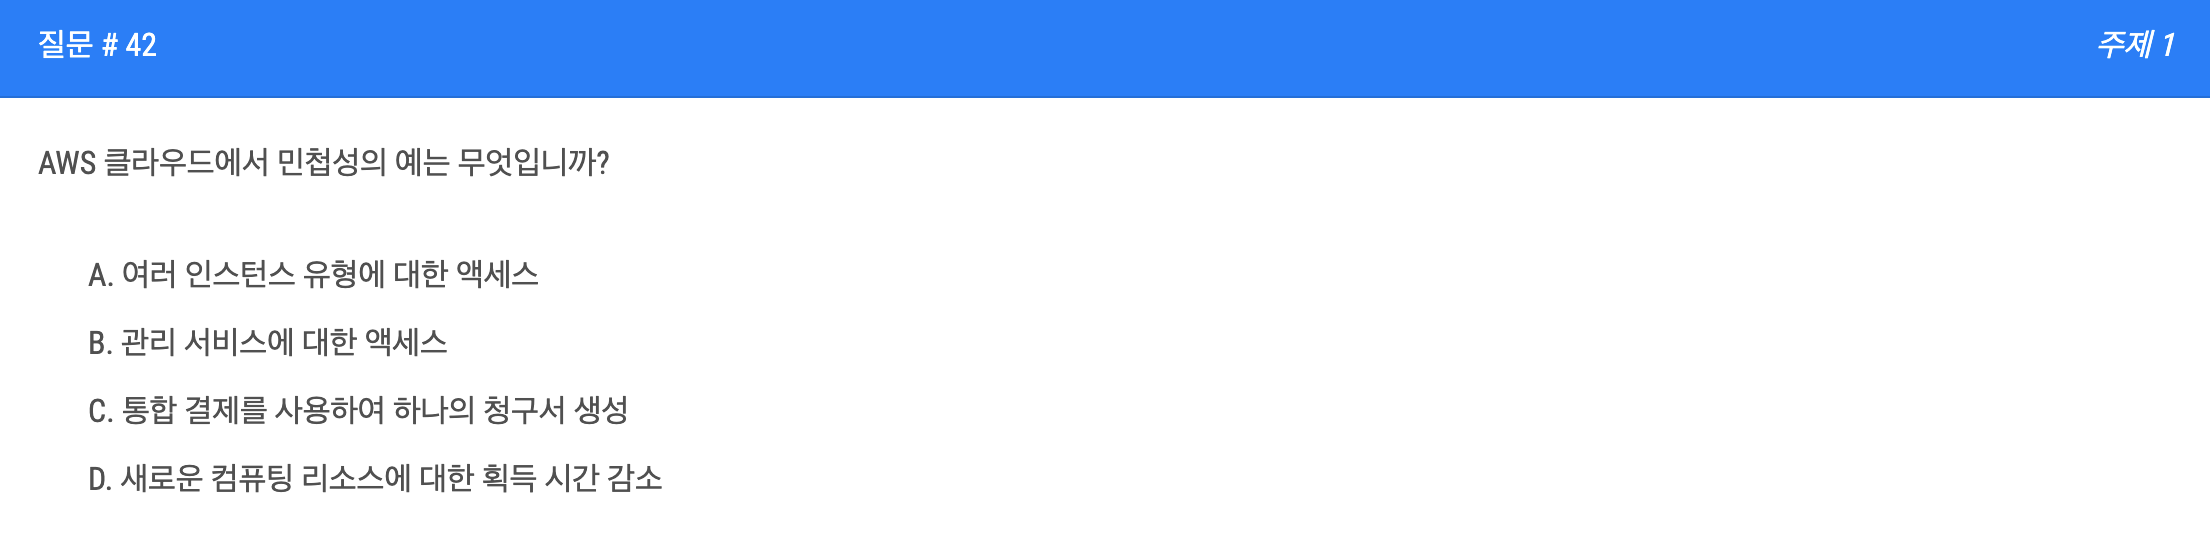 질문 # 42
주제 1
AWS 클라우드에서 민첩성의 예는 무엇입니까?
A. 여러 인스턴스 유형에 대한 액세스
B. 관리 서비스에 대한 액세스
C. 통합 결제를 사용하여 하나의 청구서 생성
D. 새로운 컴퓨팅 리소스에 대한 획득 시간 감소